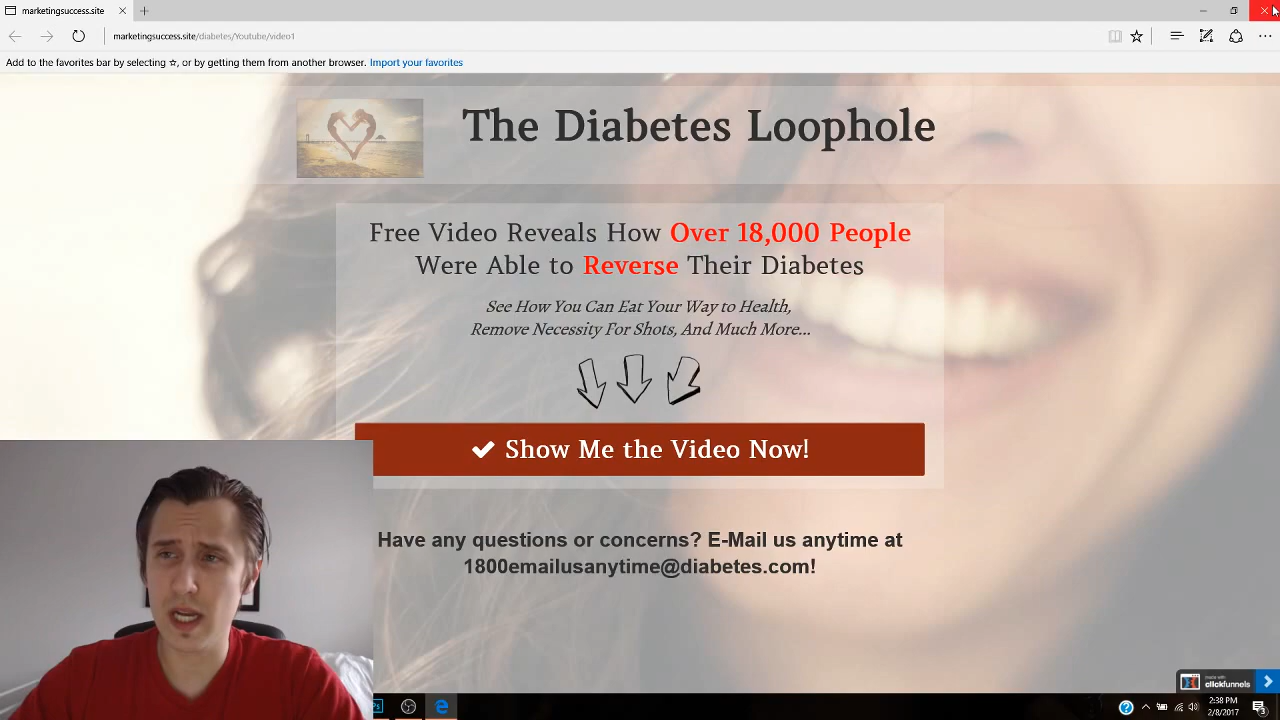 marketingsuccess.site
marketingsuccess.site/diabetes/Youtube/video1
Add to the favorites bar by selecting ☆, or by getting them from another browser. Import your favorites
The Diabetes Loophole
Free Video Reveals How Over 18,000 People
Were Able to Reverse Their Diabetes
See How You Can Eat Your Way to Health,
Remove Necessity For Shots, And Much More...
Show Me the Video Now!
Have any questions or concerns? E-Mail us anytime at
1800emailusanytime@diabetes.com!
made with
clickfunnels
Ps
2:38 PM
2/8/2017